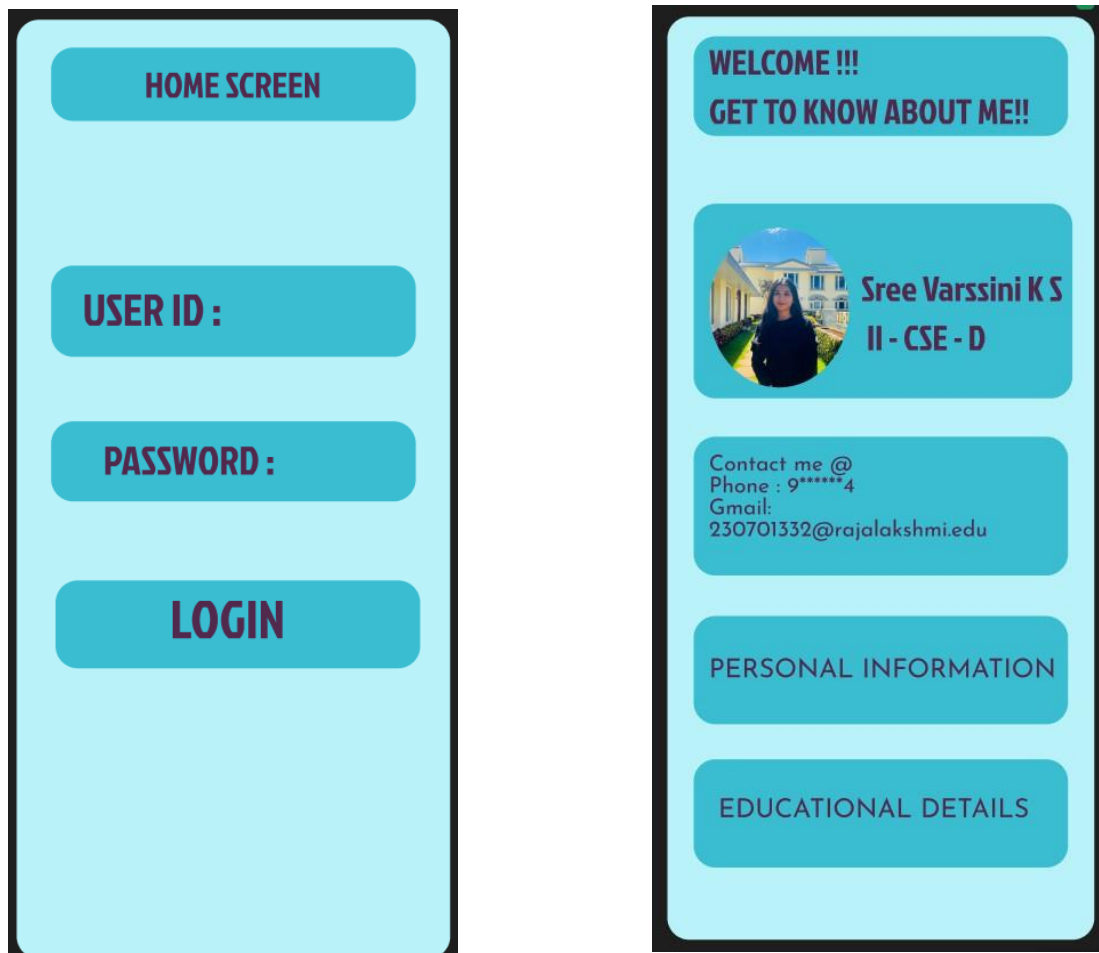 HOME SCREEN
USER ID :
PASSWORD :
LOGIN
WELCOME !!!
GET TO KNOW ABOUT ME!!
Sree Varssini K S
II - CSE - D
Contact me @
Phone : 9******4
Gmail:
230701332@rajalakshmi.edu
PERSONAL INFORMATION
EDUCATIONAL DETAILS